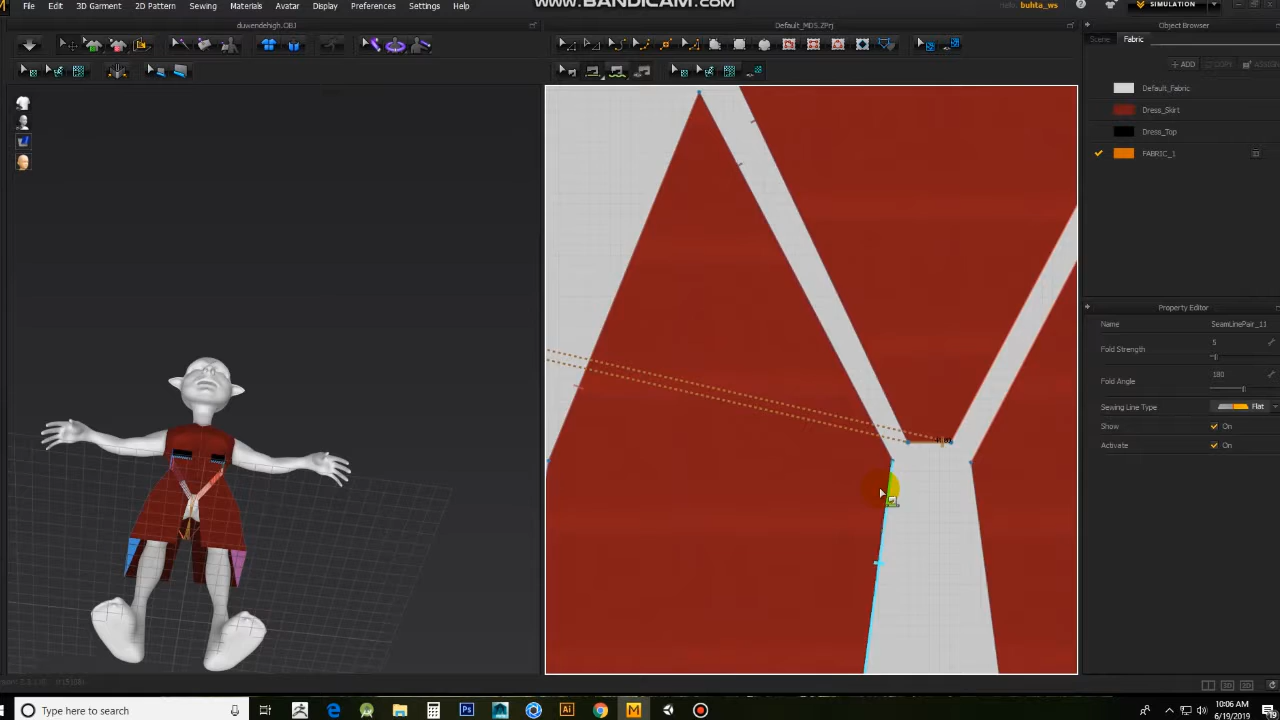 www.BANDICAM.com
File Edit 3D Garment 2D Pattern Sewing Materials Avatar Display Preferences Settings Help
buhta_ws
SIMULATION
duwendehigh.OBJ
Default_MDS.ZPrj
Object Browser
Scene Fabric
ADD COPY ASSIGN
Default_Fabric
Dress_Skirt
Dress_Top
FABRIC_1
Property Editor
Name SeamLinePair_11
Fold Strength 5
Fold Angle 180
Sewing Line Type Flat
Show On
Activate On
Type here to search
10:06 AM
6/19/2019